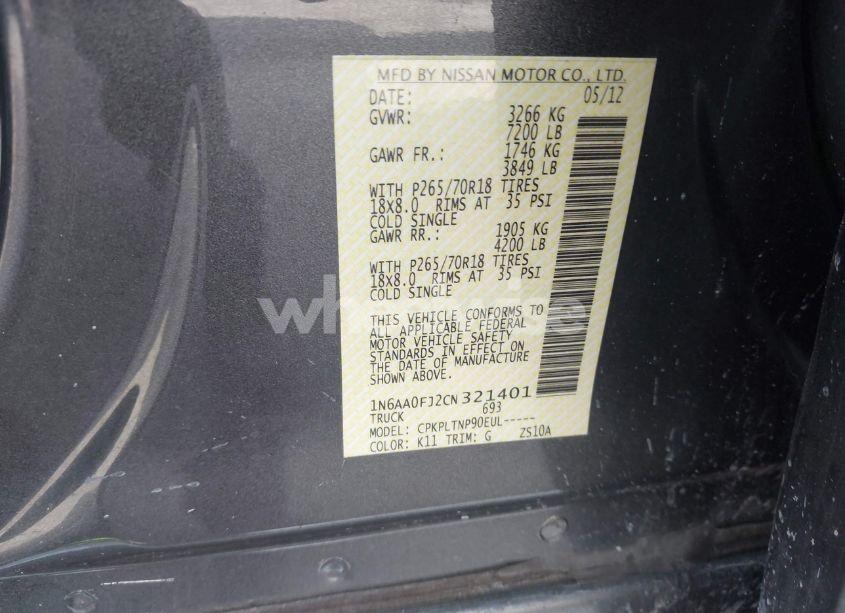 MFD BY NISSAN MOTOR CO., LTD.
DATE: 05/12
GVWR: 3266 KG
7200 LB
GAWR FR.: 1746 KG
3849 LB
WITH P265/70R18 TIRES
18X8.0 RIMS AT 35 PSI
COLD SINGLE
GAWR RR.: 1905 KG
4200 LB
WITH P265/70R18 TIRES
18X8.0 RIMS AT 35 PSI
COLD SINGLE
THIS VEHICLE CONFORMS TO
ALL APPLICABLE FEDERAL
MOTOR VEHICLE SAFETY
STANDARDS IN EFFECT ON
THE DATE OF MANUFACTURE
SHOWN ABOVE.
1N6AA0FJ2CN321401
TRUCK 693
MODEL: CPKPLTNP90EUL-----
COLOR: K11 TRIM: G ZS10A